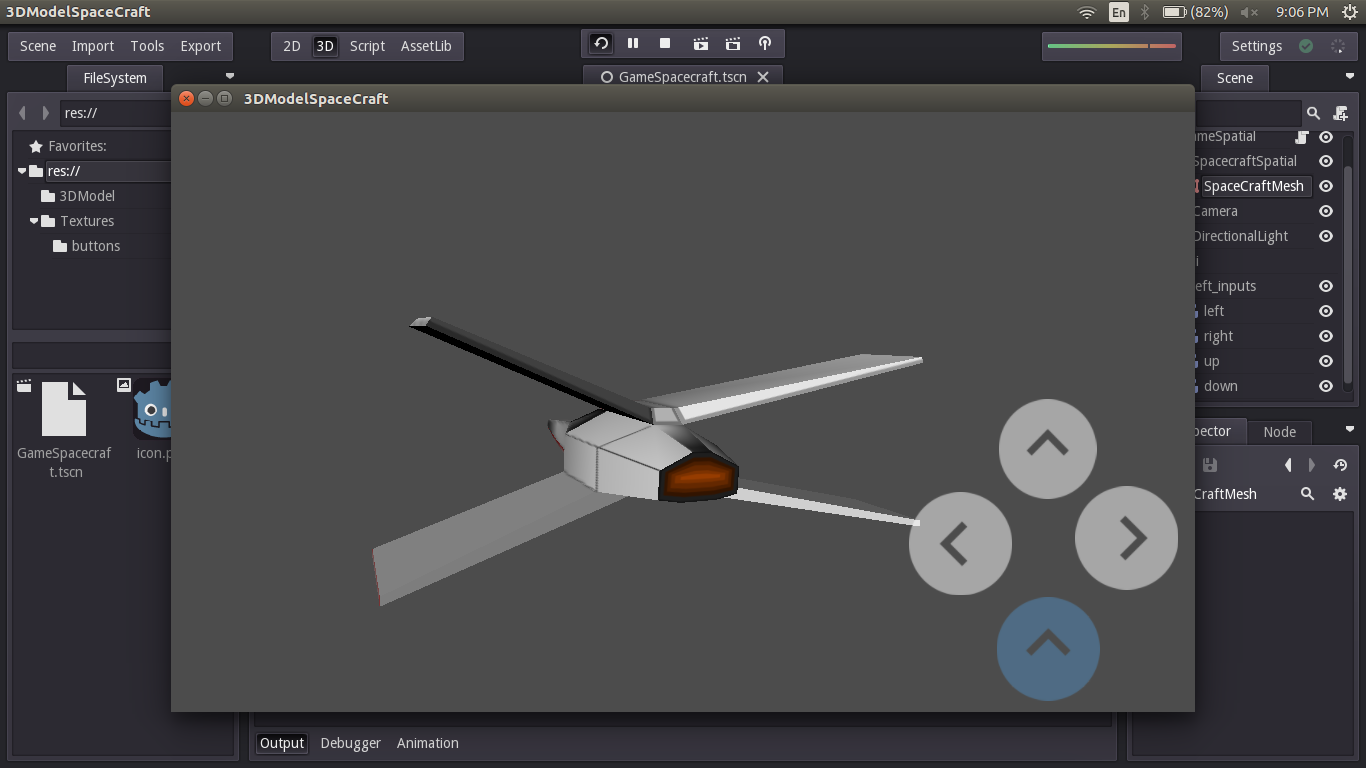 3DModelSpaceCraft
En
(82%)
9:06 PM
Scene Import Tools Export
2D 3D Script AssetLib
Settings
FileSystem
GameSpacecraft.tscn
Scene
3DModelSpaceCraft
res://
Favorites:
res://
3DModel
Textures
buttons
ameSpatial
SpacecraftSpatial
SpaceCraftMesh
Camera
DirectionalLight
i
eft_inputs
left
right
up
down
GameSpacecraf
t.tscn
icon.p
pector Node
CraftMesh
Output Debugger Animation